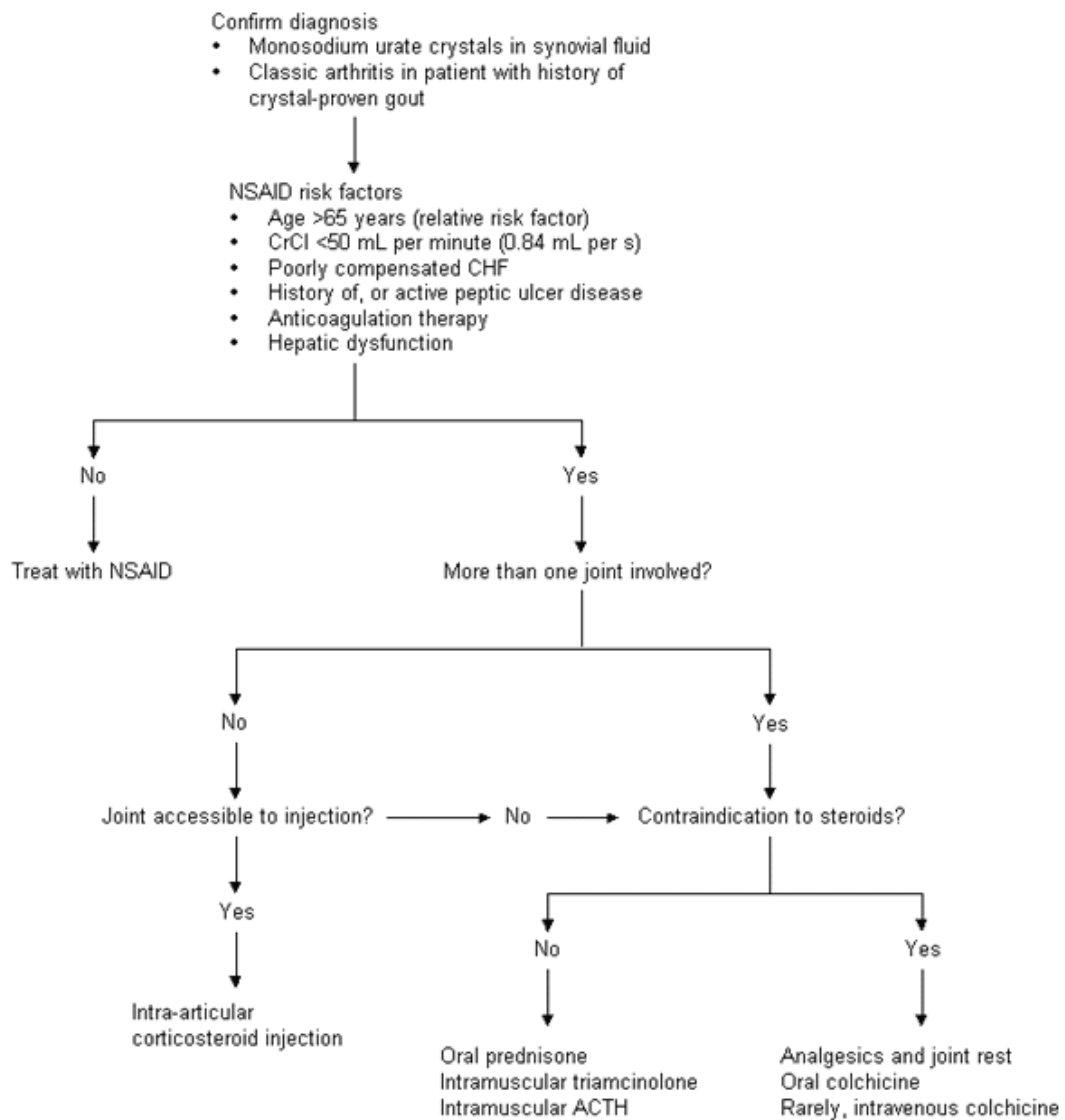 Confirm diagnosis
• Monosodium urate crystals in synovial fluid
• Classic arthritis in patient with history of
crystal-proven gout
NSAID risk factors
• Age >65 years (relative risk factor)
• CrCl <50 mL per minute (0.84 mL per s)
• Poorly compensated CHF
• History of, or active peptic ulcer disease
• Anticoagulation therapy
• Hepatic dysfunction
No
Yes
Treat with NSAID
More than one joint involved?
No
Yes
Joint accessible to injection?
No
Contraindication to steroids?
Yes
No
Yes
Intra-articular
corticosteroid injection
Oral prednisone
Intramuscular triamcinolone
Intramuscular ACTH
Analgesics and joint rest
Oral colchicine
Rarely, intravenous colchicine